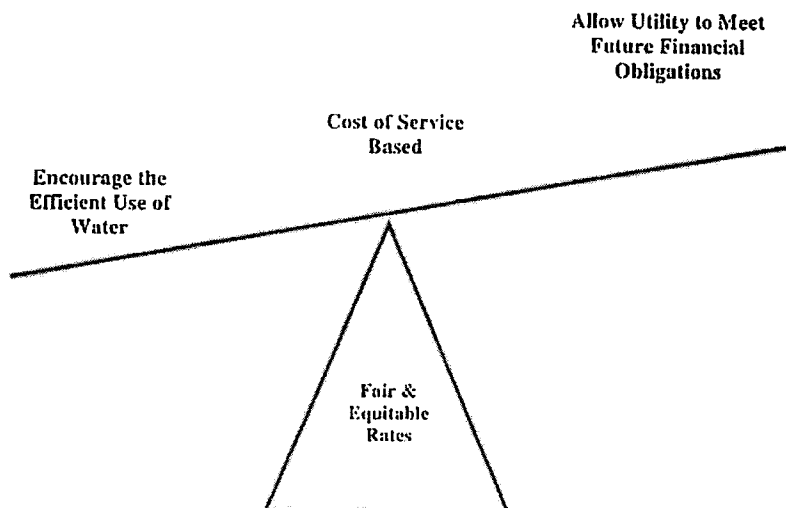 Allow Utility to Meet
Future Financial
Obligations
Cost of Service
Based
Encourage the
Efficient Use of
Water
Fair &
Equitable
Rates